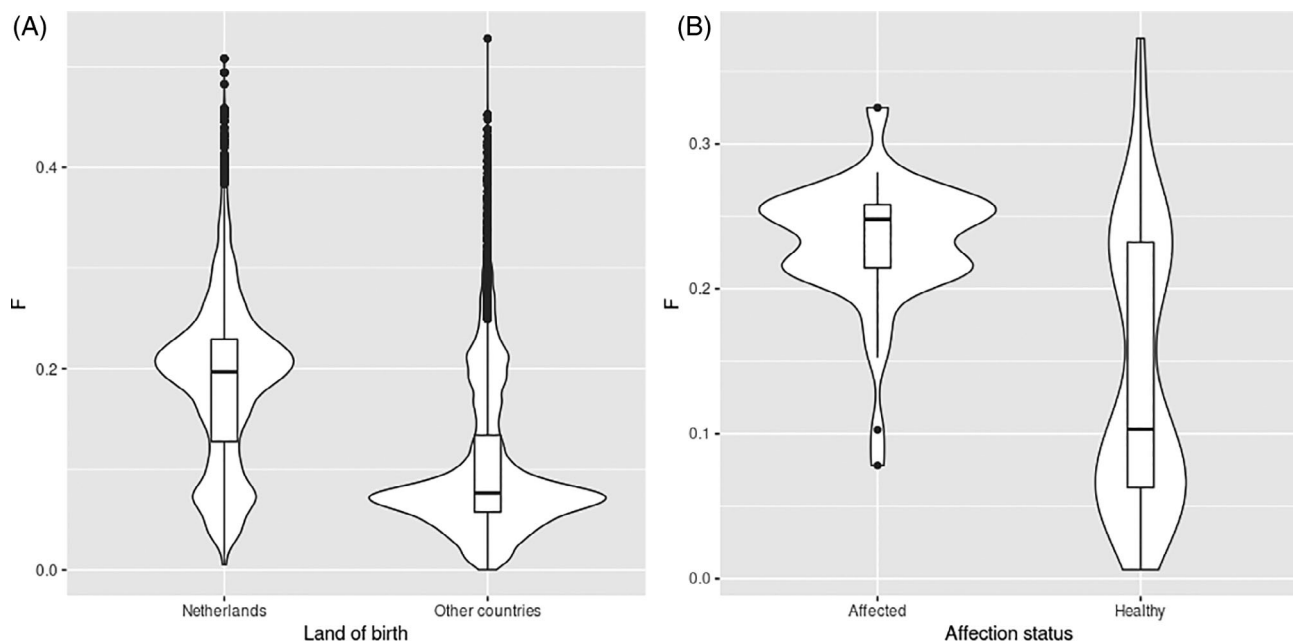 (A)
F
0.4
0.2
0.0
Netherlands
Other countries
Land of birth
(B)
F
0.3
0.2
0.1
0.0
Affected
Healthy
Affection status